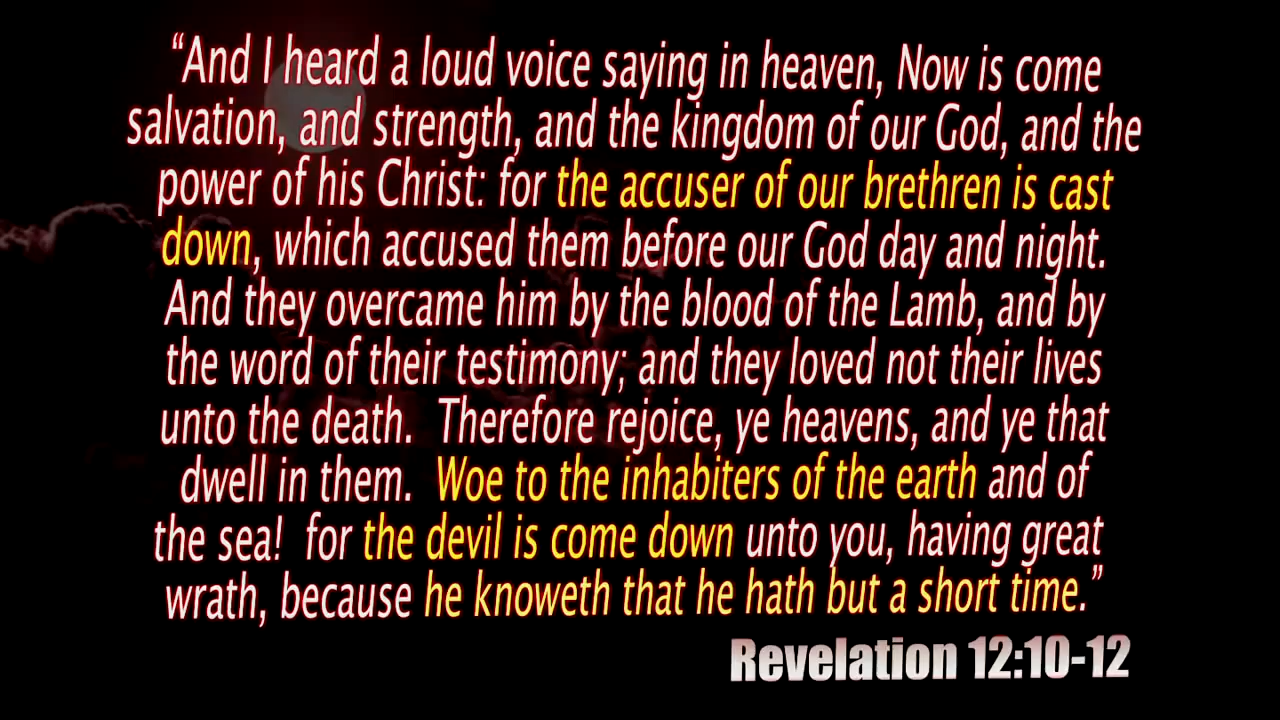 “And I heard a loud voice saying in heaven, Now is come
salvation, and strength, and the kingdom of our God, and the
power of his Christ: for the accuser of our brethren is cast
down, which accused them before our God day and night.
And they overcame him by the blood of the Lamb, and by
the word of their testimony; and they loved not their lives
unto the death.  Therefore rejoice, ye heavens, and ye that
dwell in them.  Woe to the inhabiters of the earth and of
the sea!  for the devil is come down unto you, having great
wrath, because he knoweth that he hath but a short time.”
Revelation 12:10-12